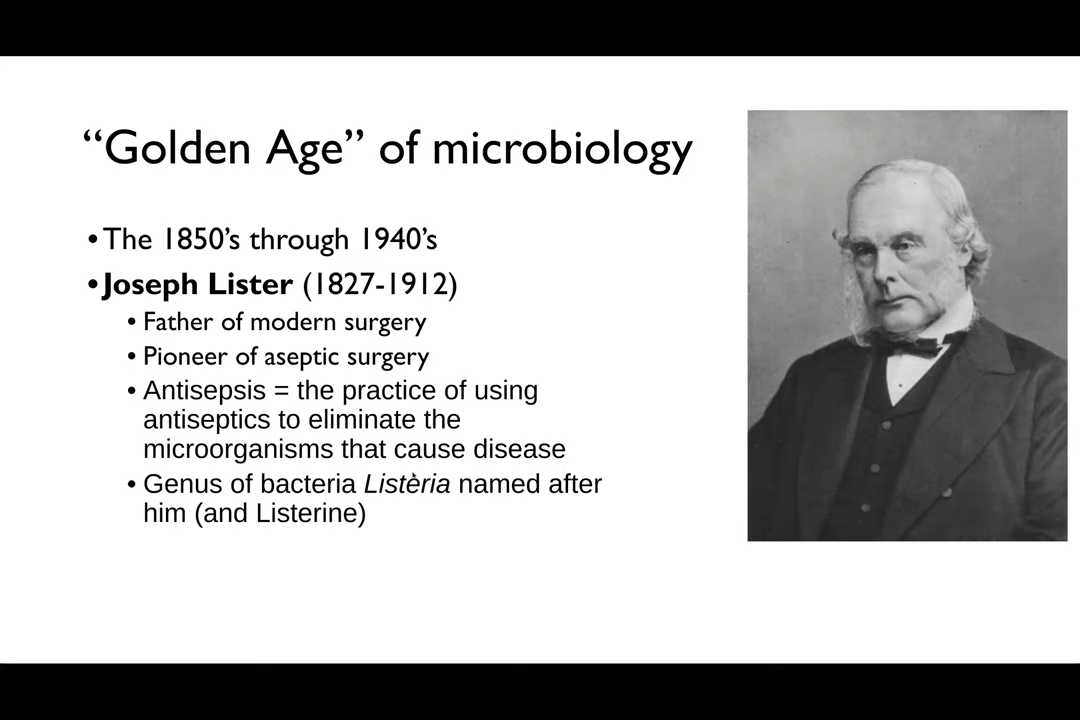 “Golden Age” of microbiology
•The 1850’s through 1940’s
•Joseph Lister (1827-1912)
• Father of modern surgery
• Pioneer of aseptic surgery
• Antisepsis = the practice of using
antiseptics to eliminate the
microorganisms that cause disease
• Genus of bacteria Listeria named after
him (and Listerine)